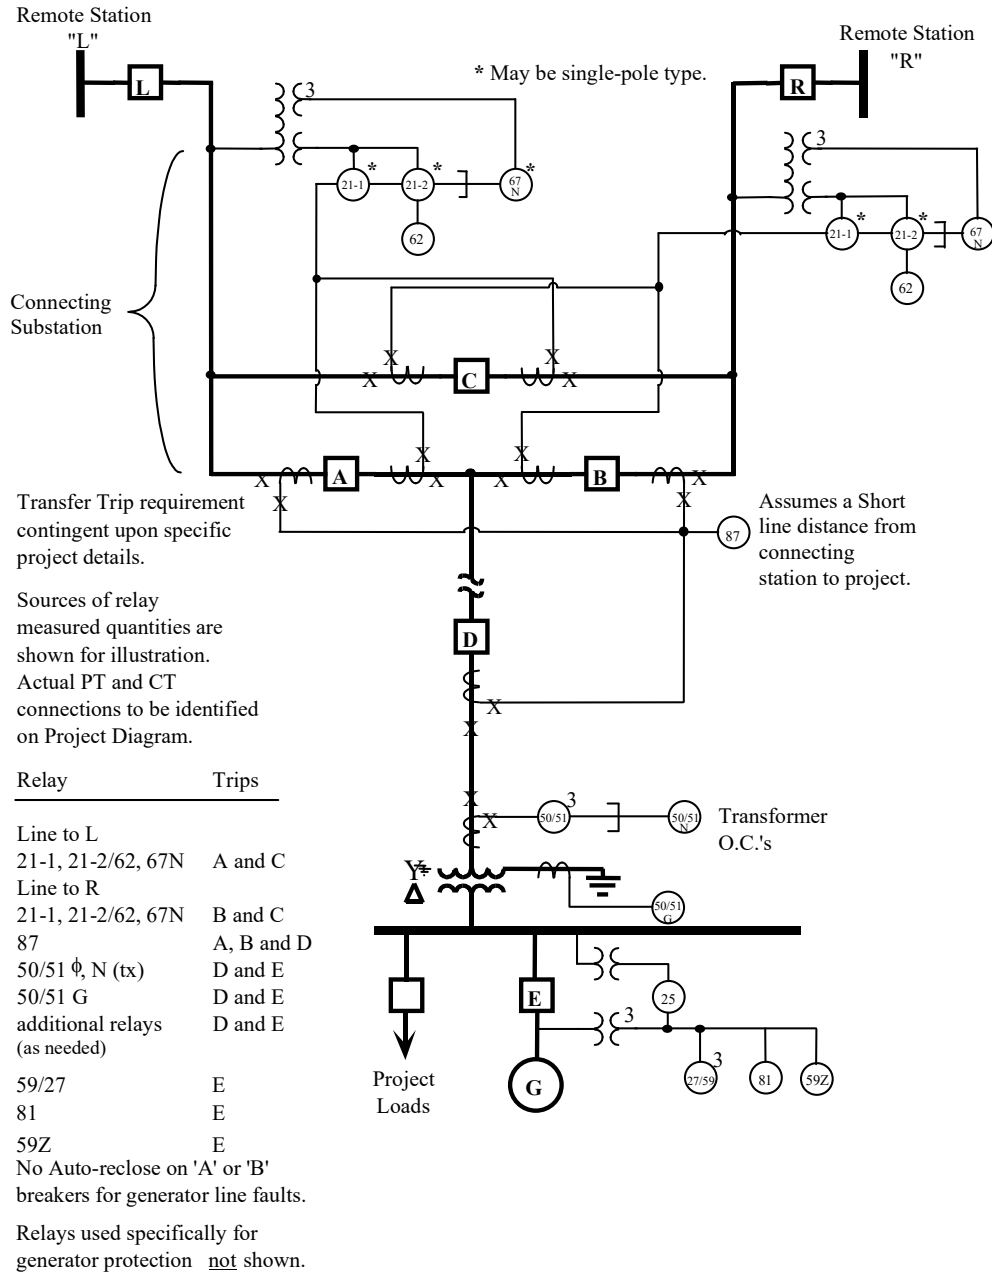 Remote Station
"L"
L
* May be single-pole type.
Remote Station
"R"
R
3
21-1
*
21-2
*
67
N
*
62
3
21-1
*
21-2
*
67
N
62
Connecting
Substation
X
X
C
X
X
X
X
A
X
X
X
X
B
X
X
87
Transfer Trip requirement
contingent upon specific
project details.
Assumes a Short
line distance from
connecting
station to project.
Sources of relay
measured quantities are
shown for illustration.
Actual PT and CT
connections to be identified
on Project Diagram.
D
X
X
X
X
50/51
3
50/51
N
Transformer
O.C.'s
Y
Δ
50/51
G
Relay Trips
Line to L
21-1, 21-2/62, 67N A and C
Line to R
21-1, 21-2/62, 67N B and C
87 A, B and D
50/51 ϕ, N (tx) D and E
50/51 G D and E
additional relays D and E
(as needed)
59/27 E
81 E
59Z E
No Auto-reclose on 'A' or 'B'
breakers for generator line faults.
Relays used specifically for
generator protection not shown.
E
25
3
27/59
3
81
59Z
G
Project
Loads